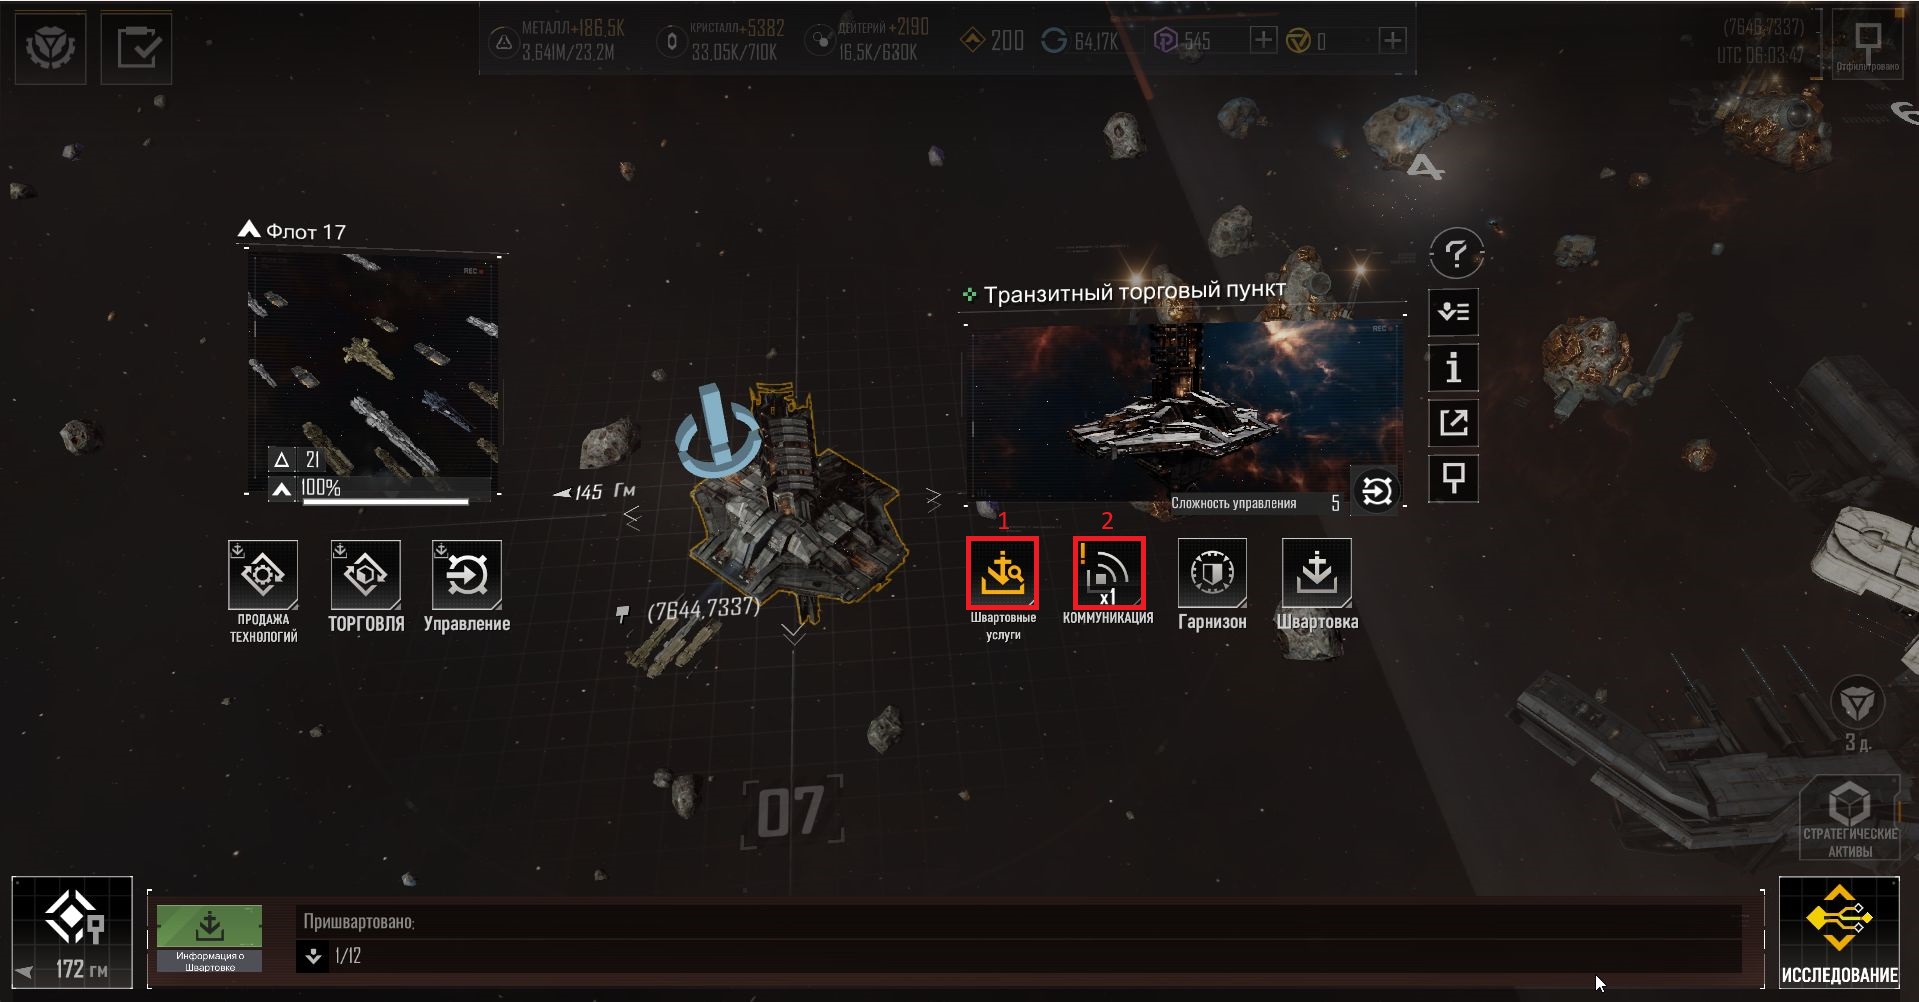 МЕТАЛЛ+186,5K
3,641M/23,2M
КРИСТАЛЛ+5382
33,05K/710K
ДЕЙТЕРИЙ +2190
16,5K/630K
200
64,17K
545
0
(7646,7337)
UTC 06:03:47
Отфильтровано
Флот 17
REC
21
100%
ПРОДАЖА
ТЕХНОЛОГИЙ
ТОРГОВЛЯ
Управление
145 Гм
(7644,7337)
07
Транзитный торговый пункт
REC
Сложность управления 5
1
2
x1
Швартовные
услуги
КОММУНИКАЦИЯ
Гарнизон
Швартовка
3 д.
СТРАТЕГИЧЕСКИЕ
АКТИВЫ
172 гм
Информация о
Швартовке
Пришвартовано:
1/12
ИССЛЕДОВАНИЕ